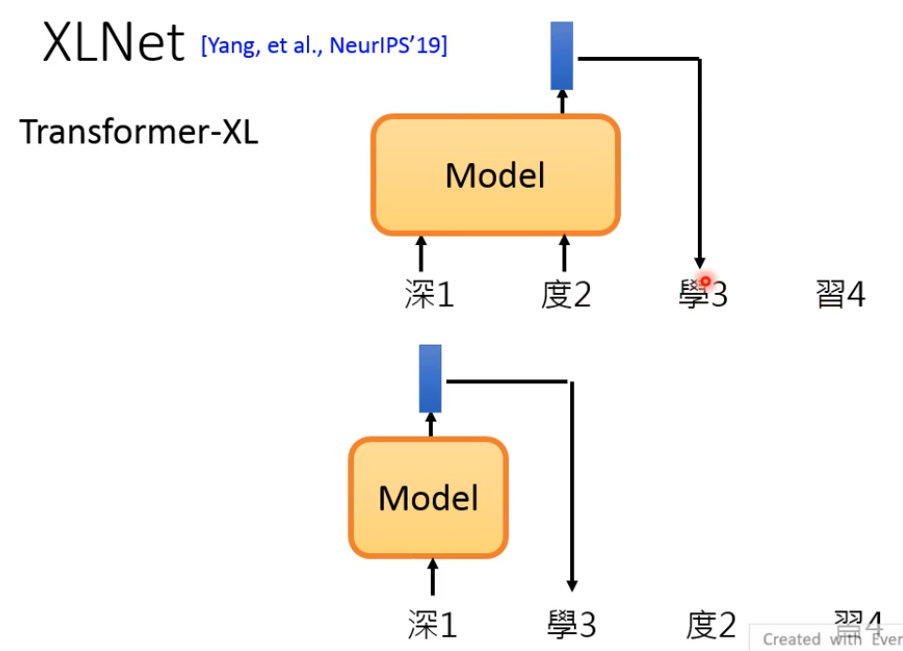 XLNet [Yang, et al., NeurIPS'19]
Transformer-XL
Model
深1 度2 學3 習4
Model
深1 學3 度2 習4
Created with Ever